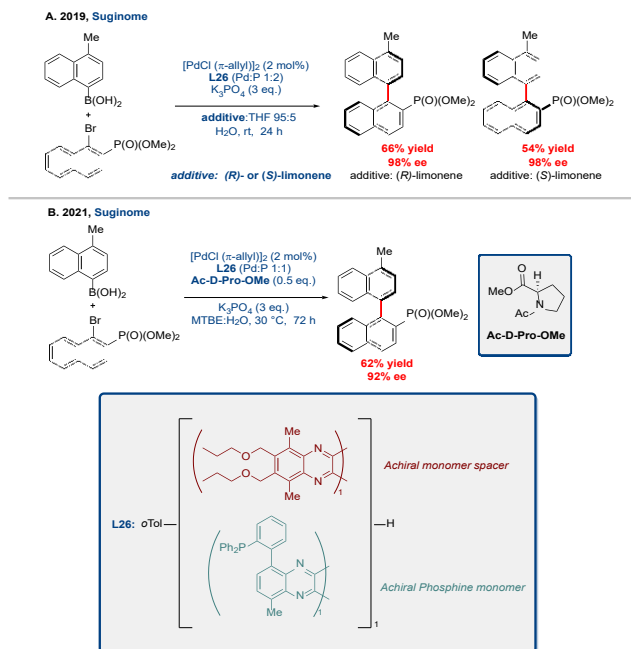 A. 2019, Suginome
Me
B(OH)₂
+
Br
P(O)(OMe)₂
[PdCl (π-allyl)]₂ (2 mol%)
L26 (Pd:P 1:2)
K₃PO₄ (3 eq.)
additive:THF 95:5
H₂O, rt, 24 h
additive: (R)- or (S)-limonene
Me
P(O)(OMe)₂
66% yield
98% ee
additive: (R)-limonene
Me
P(O)(OMe)₂
54% yield
98% ee
additive: (S)-limonene
B. 2021, Suginome
Me
B(OH)₂
+
Br
P(O)(OMe)₂
[PdCl (π-allyl)]₂ (2 mol%)
L26 (Pd:P 1:1)
Ac-D-Pro-OMe (0.5 eq.)
K₃PO₄ (3 eq.)
MTBE:H₂O, 30 °C, 72 h
Me
P(O)(OMe)₂
62% yield
92% ee
O
H
MeO
N
Ac
Ac-D-Pro-OMe
Me
O
N
O
N
Me
1
Achiral monomer spacer
L26: oTol
H
Ph₂P
N
N
Me
1
Achiral Phosphine monomer
1